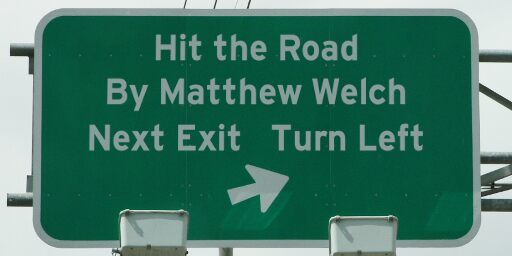 Hit the Road
By Matthew Welch
Next Exit Turn Left